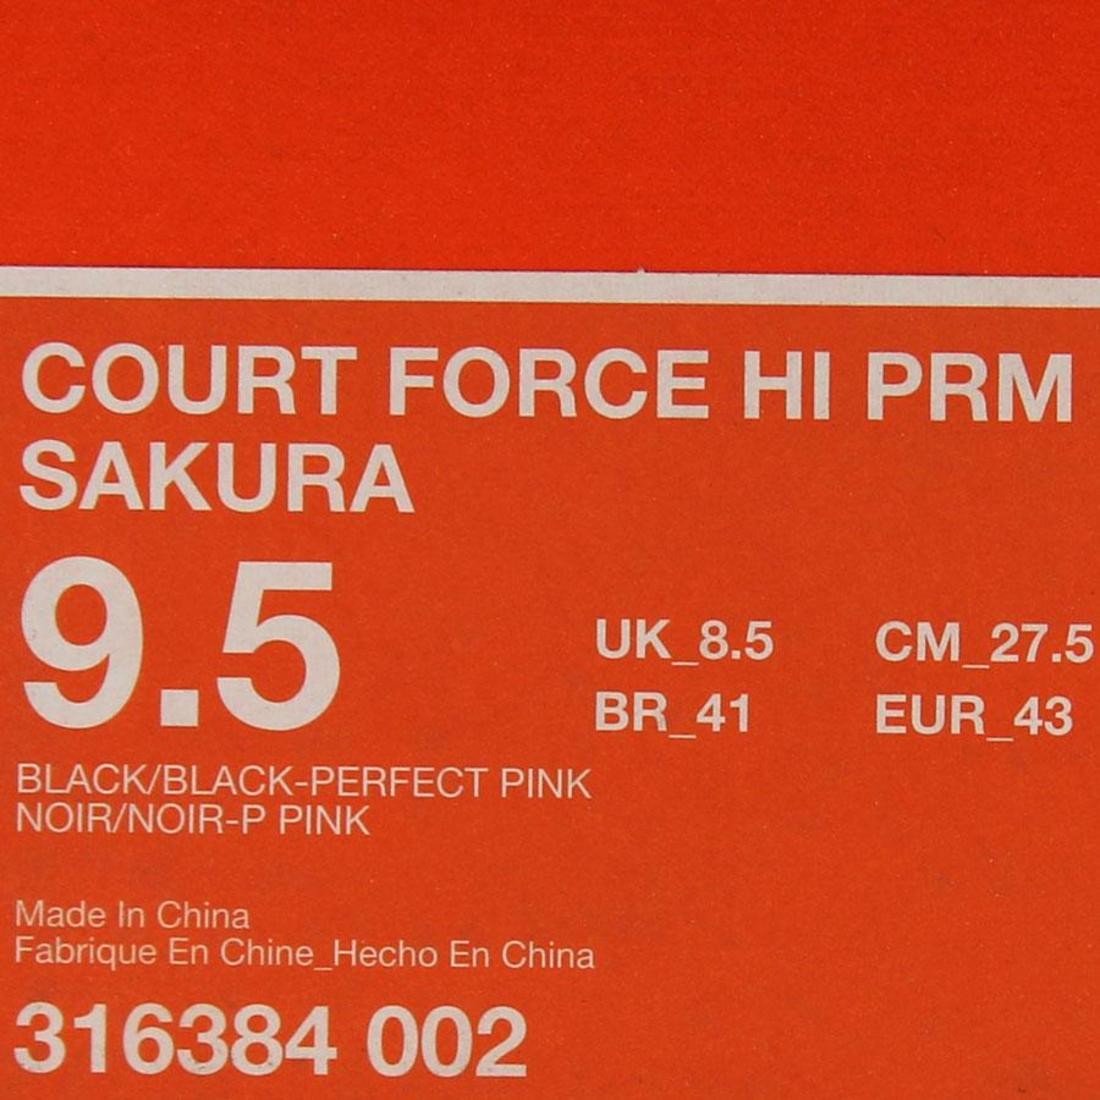 COURT FORCE HI PRM
SAKURA
9.5
UK_8.5 CM_27.5
BR_41 EUR_43
BLACK/BLACK-PERFECT PINK
NOIR/NOIR-P PINK
Made In China
Fabrique En Chine_Hecho En China
316384 002